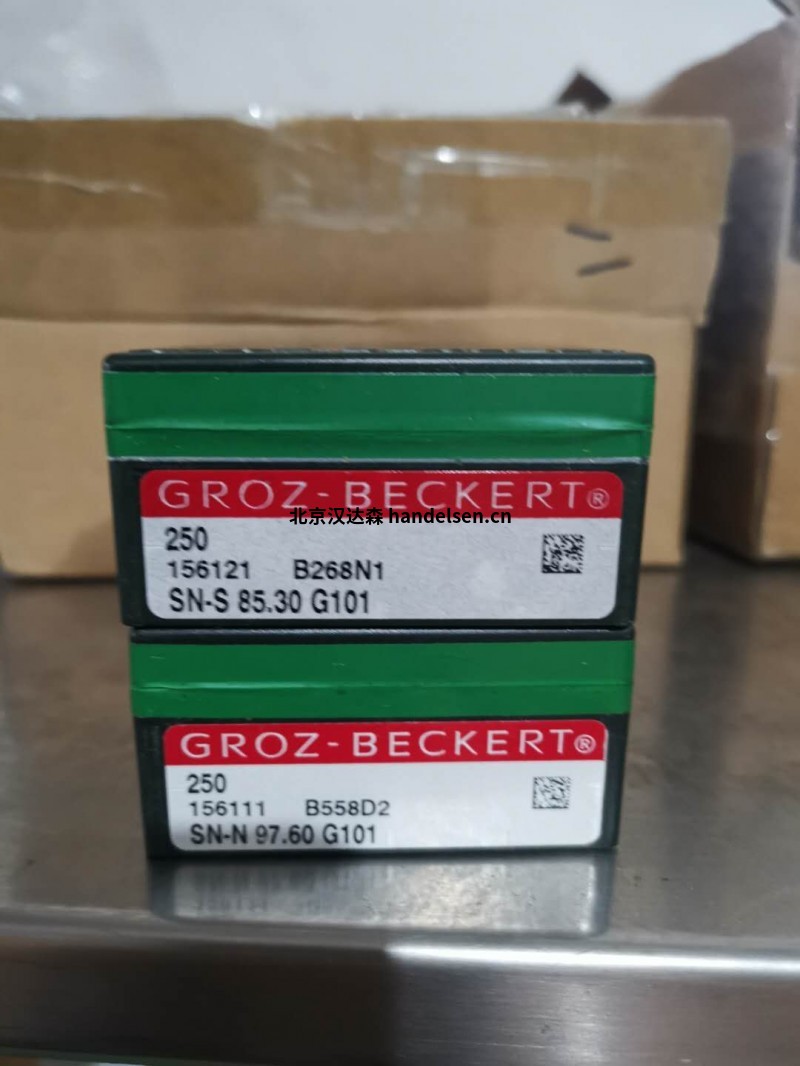 GROZ-BECKERT®
北京汉达森 handelsen.cn
250
156121 B268N1
SN-S 85.30 G101
GROZ-BECKERT®
250
156111 B558D2
SN-N 97.60 G101